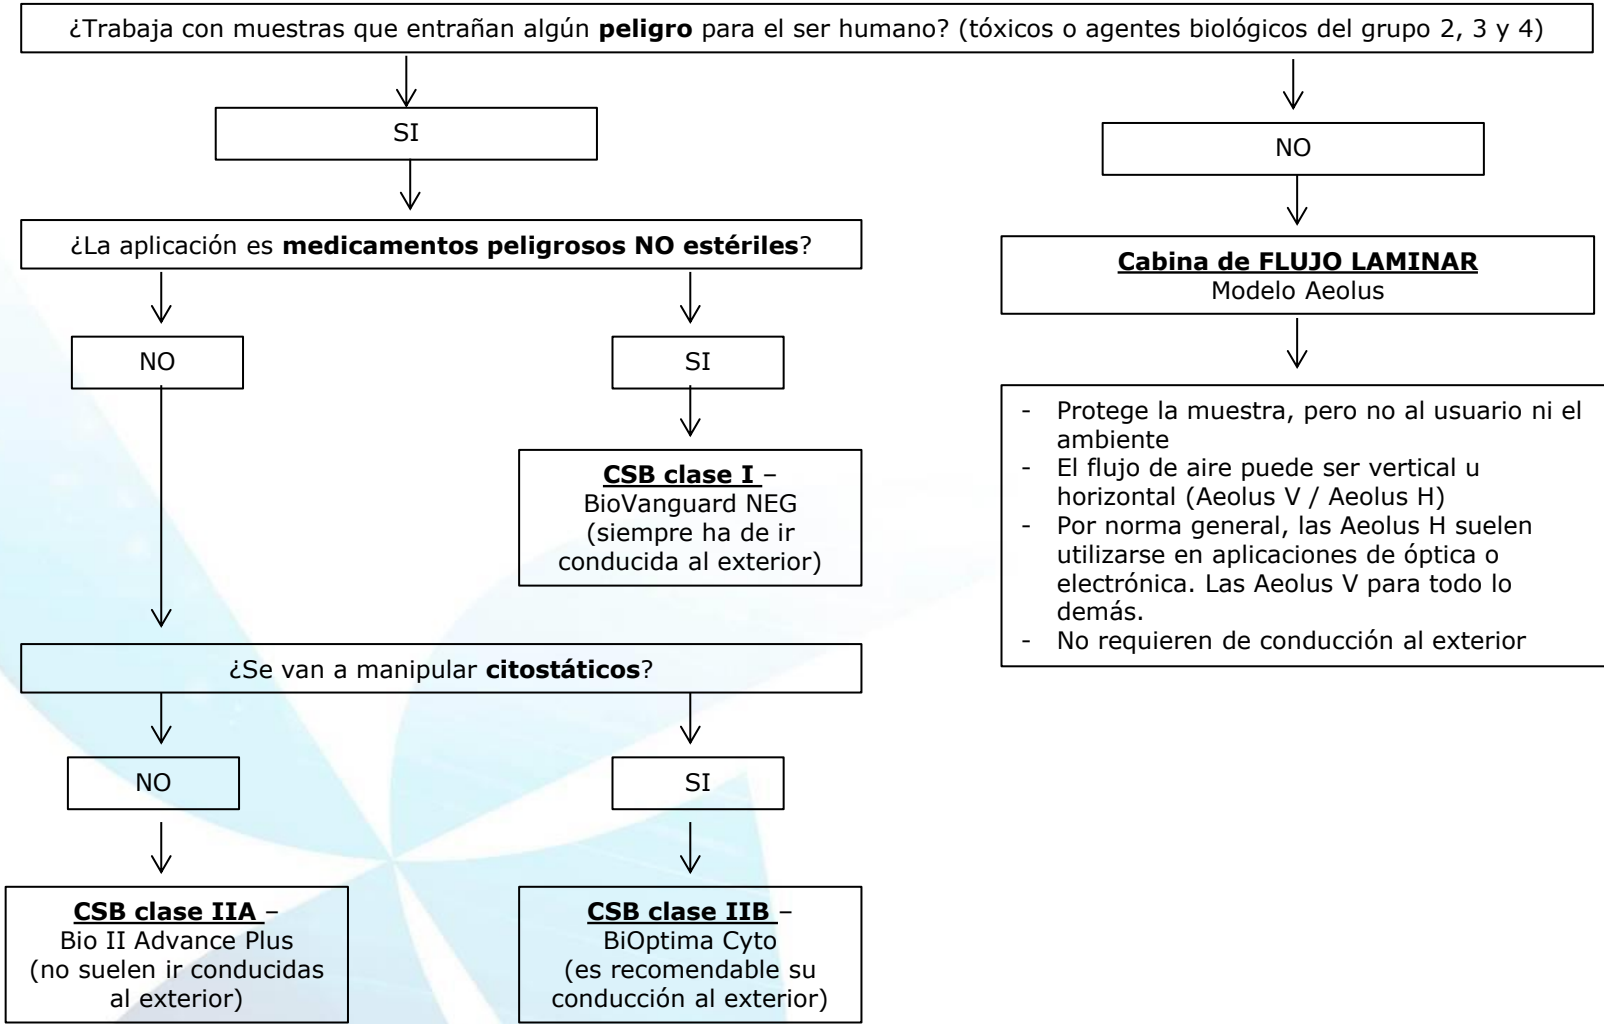 ¿Trabaja con muestras que entrañan algún peligro para el ser humano? (tóxicos o agentes biológicos del grupo 2, 3 y 4)
SI
NO
¿La aplicación es medicamentos peligrosos NO estériles?
Cabina de FLUJO LAMINAR
Modelo Aeolus
NO
SI
- Protege la muestra, pero no al usuario ni el
ambiente
- El flujo de aire puede ser vertical u
horizontal (Aeolus V / Aeolus H)
- Por norma general, las Aeolus H suelen
utilizarse en aplicaciones de óptica o
electrónica. Las Aeolus V para todo lo
demás.
- No requieren de conducción al exterior
CSB clase I –
BioVanguard NEG
(siempre ha de ir
conducida al exterior)
¿Se van a manipular citostáticos?
NO
SI
CSB clase IIA –
Bio II Advance Plus
(no suelen ir conducidas
al exterior)
CSB clase IIB –
BiOptima Cyto
(es recomendable su
conducción al exterior)